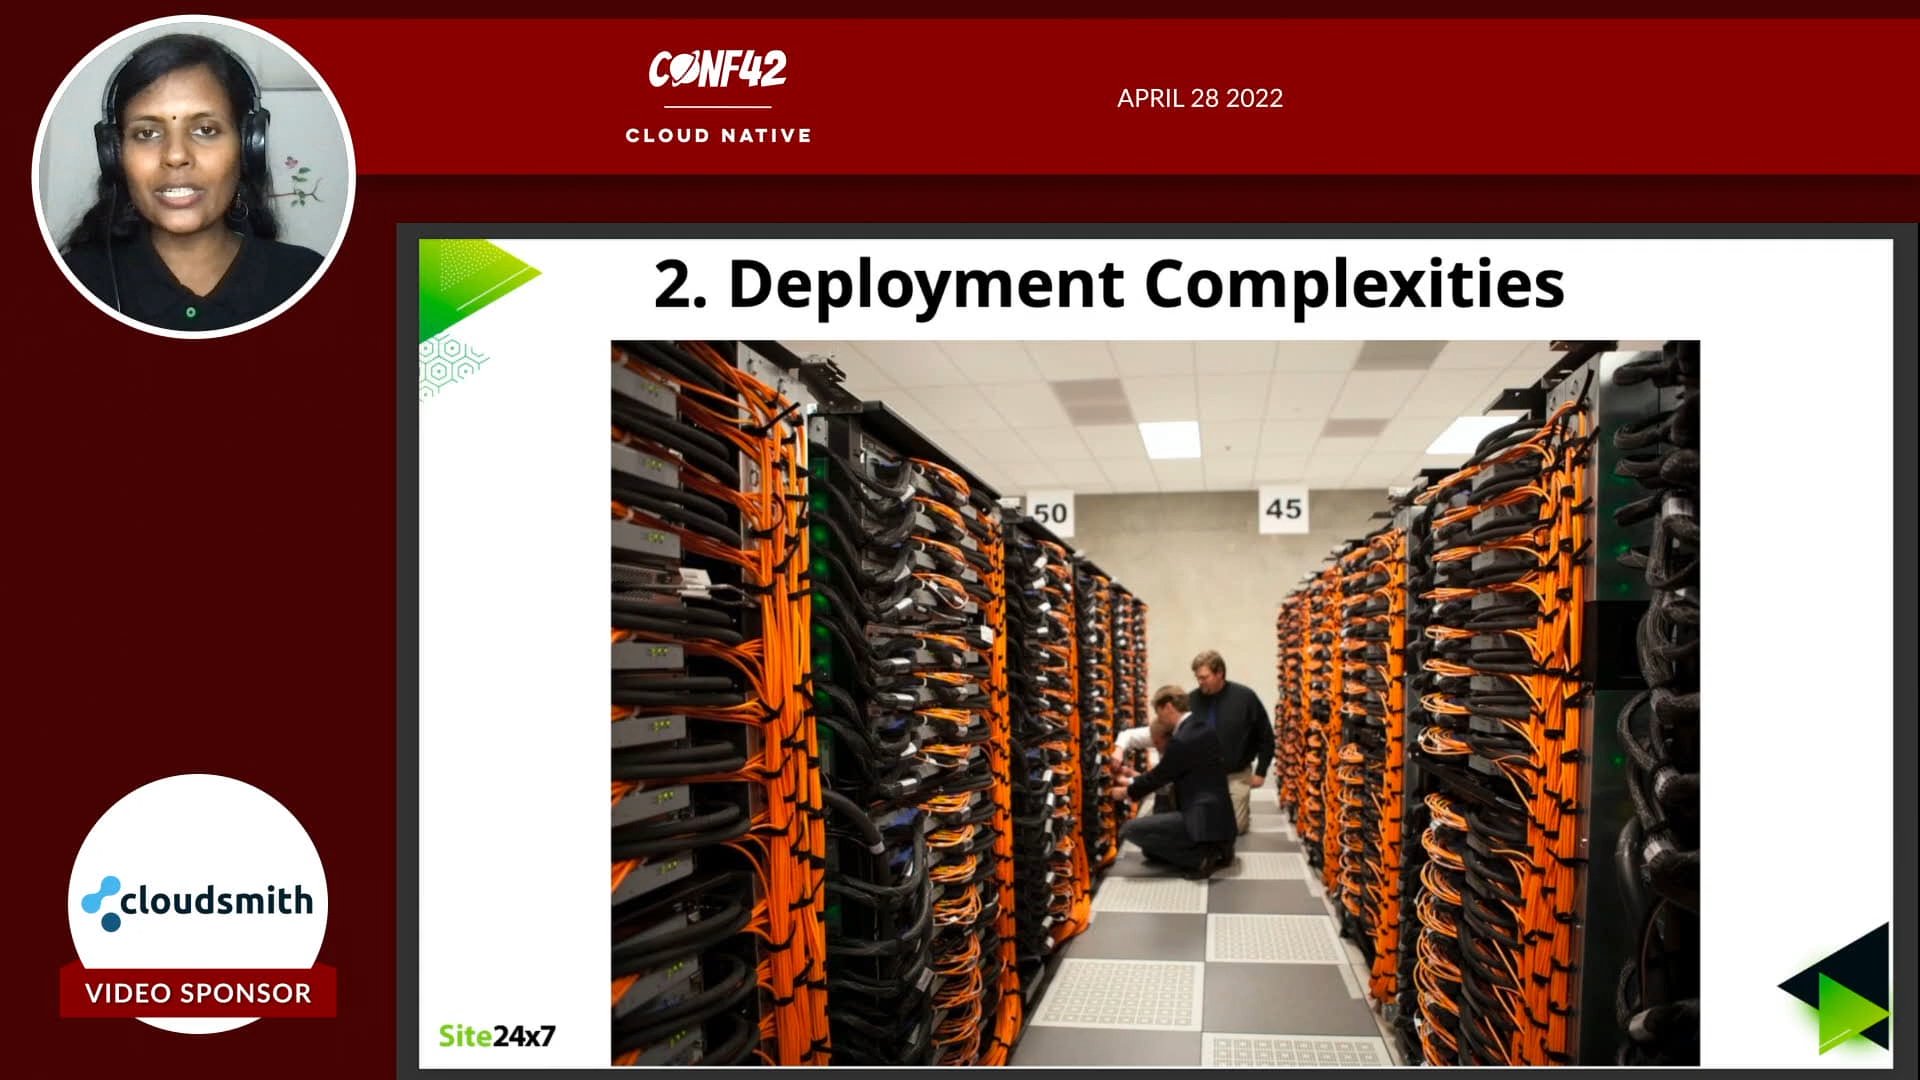 CONF42
CLOUD NATIVE
APRIL 28 2022
2. Deployment Complexities
50
45
cloudsmith
VIDEO SPONSOR
Site24x7